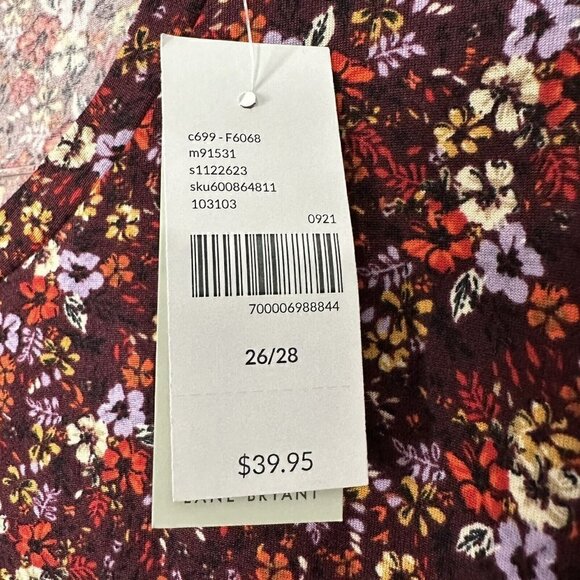 c699 - F6068
m91531
s1122623
sku600864811
103103
0921
700006988844
26/28
$39.95
LANE BRYANT